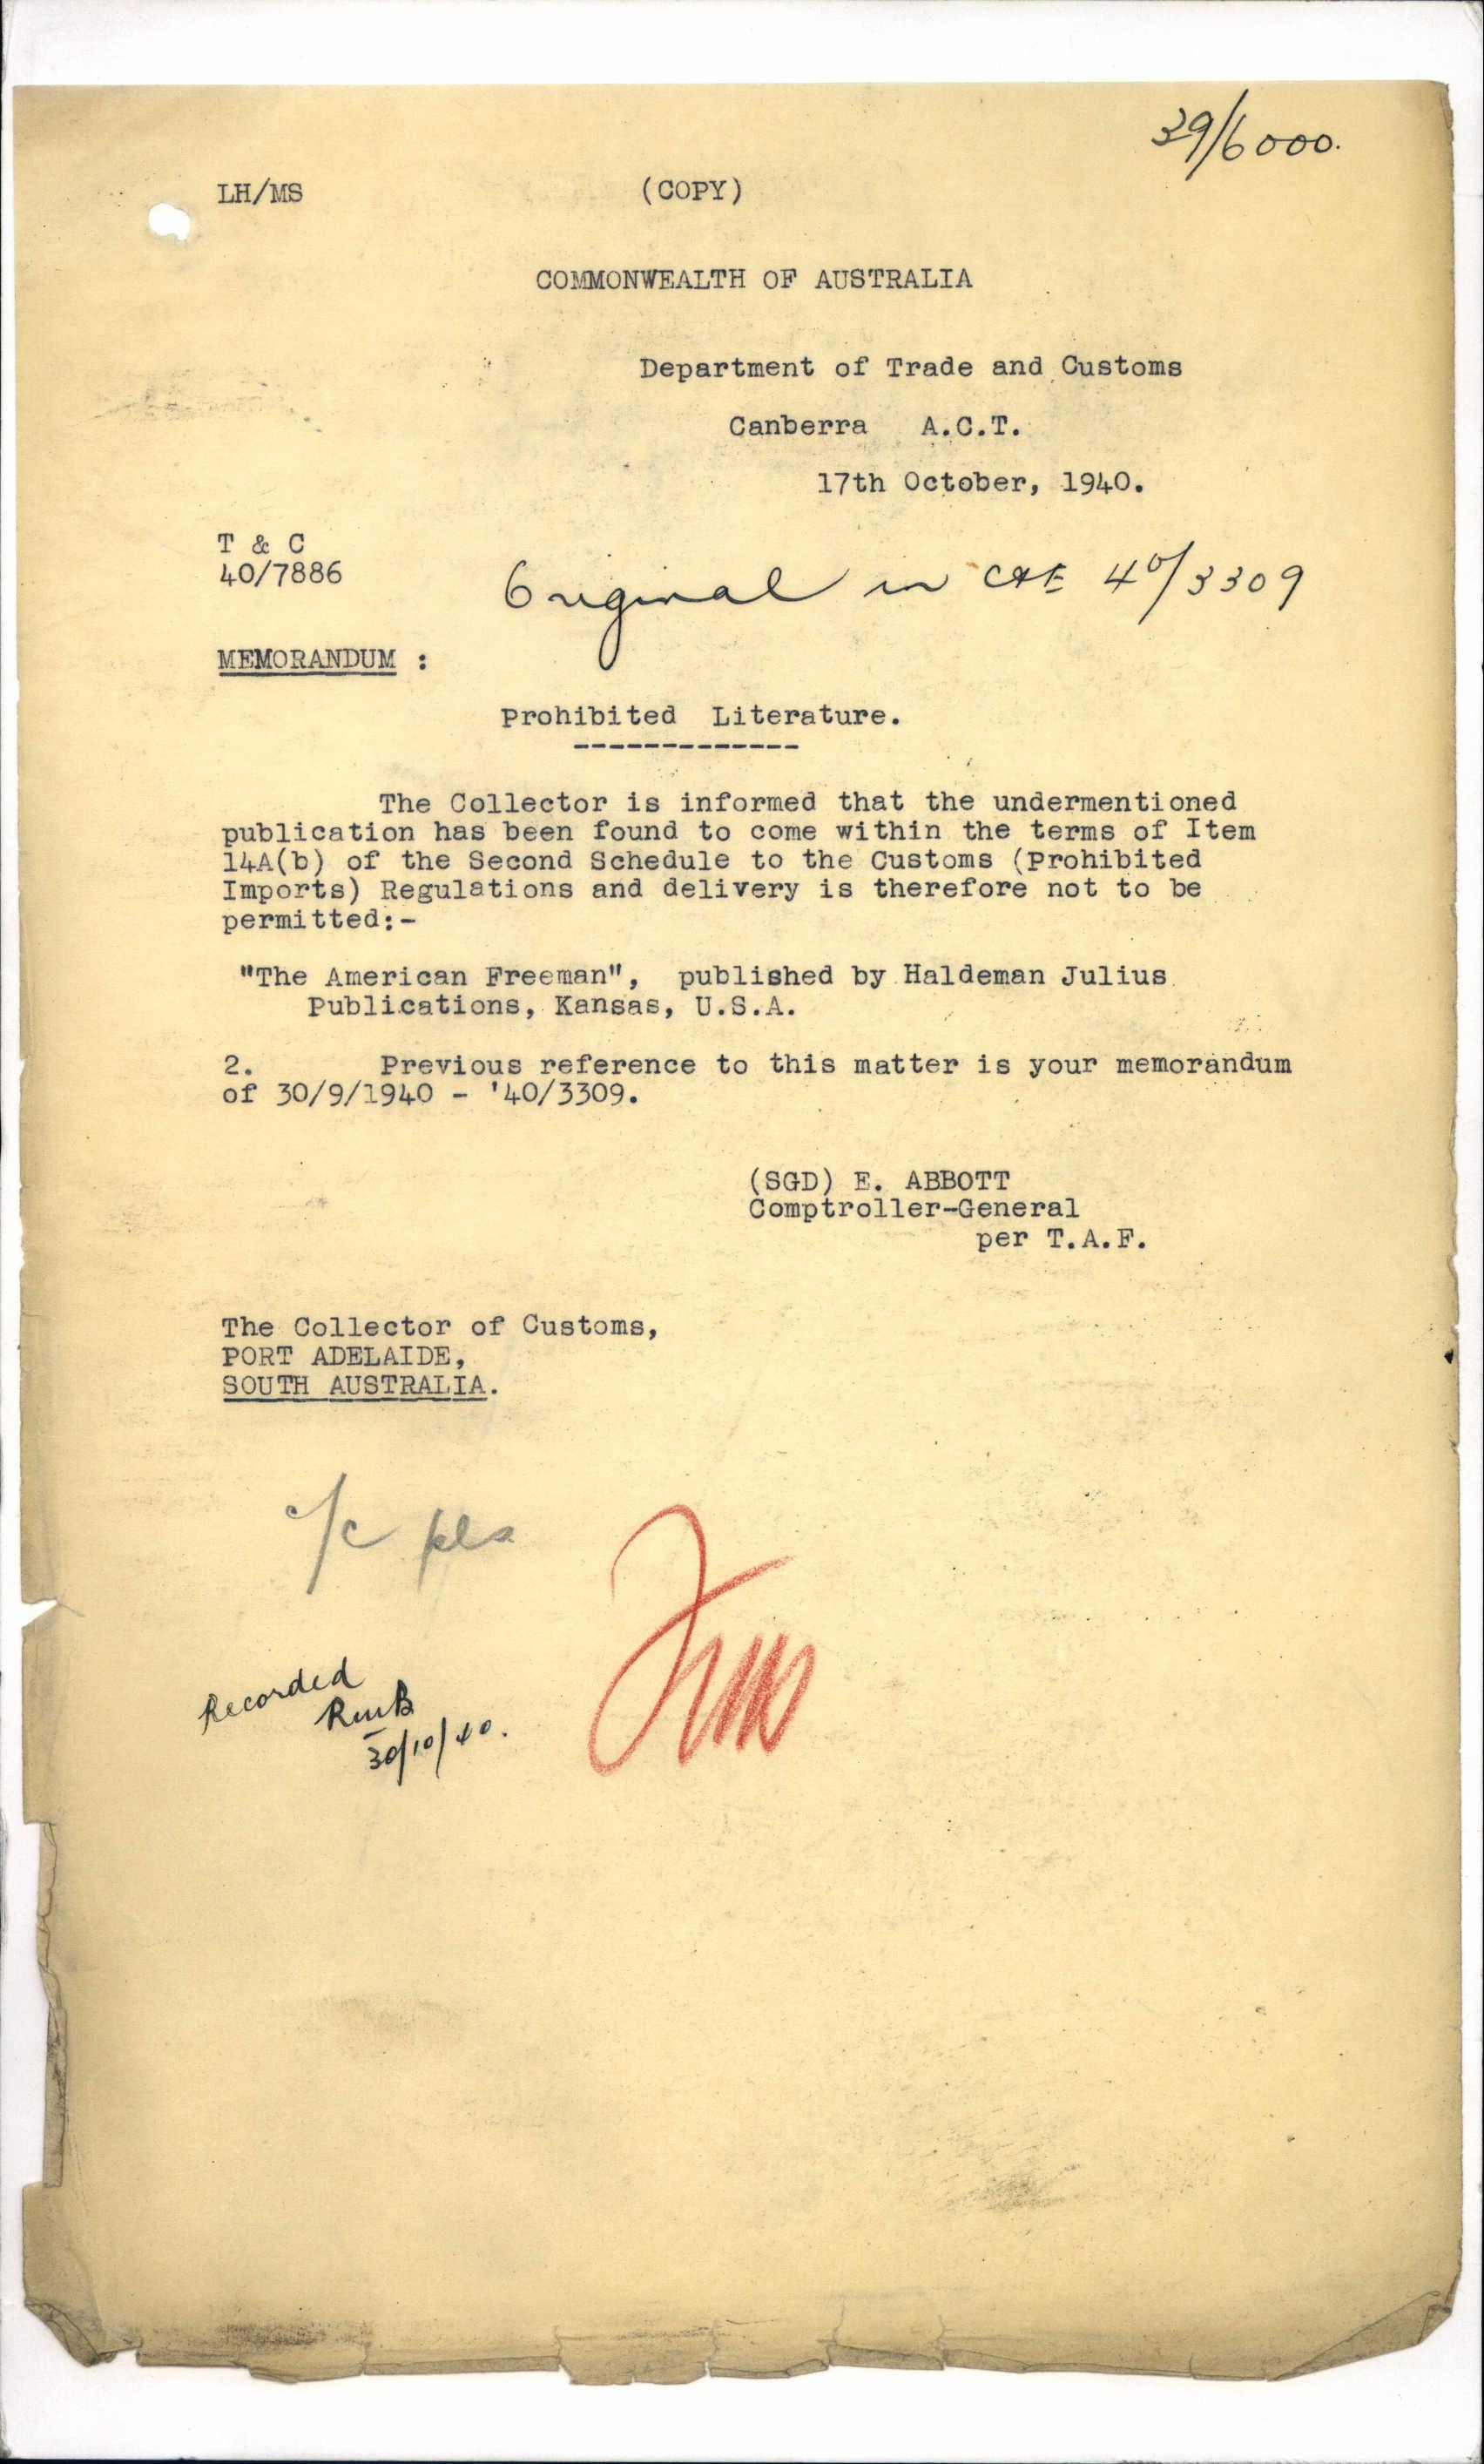 39/6000.
LH/MS (COPY)
COMMONWEALTH OF AUSTRALIA
Department of Trade and Customs
Canberra A.C.T.
17th October, 1940.
T & C
40/7886
Original in 40/3309
MEMORANDUM :
Prohibited Literature.
-------------
The Collector is informed that the undermentioned
publication has been found to come within the terms of Item
14A(b) of the Second Schedule to the Customs (Prohibited
Imports) Regulations and delivery is therefore not to be
permitted:-
"The American Freeman", published by Haldeman Julius
Publications, Kansas, U.S.A.
2. Previous reference to this matter is your memorandum
of 30/9/1940 - '40/3309.
(SGD) E. ABBOTT
Comptroller-General
per T.A.F.
The Collector of Customs,
PORT ADELAIDE,
SOUTH AUSTRALIA.
c/c pls
Recorded
RmB
30/10/40.